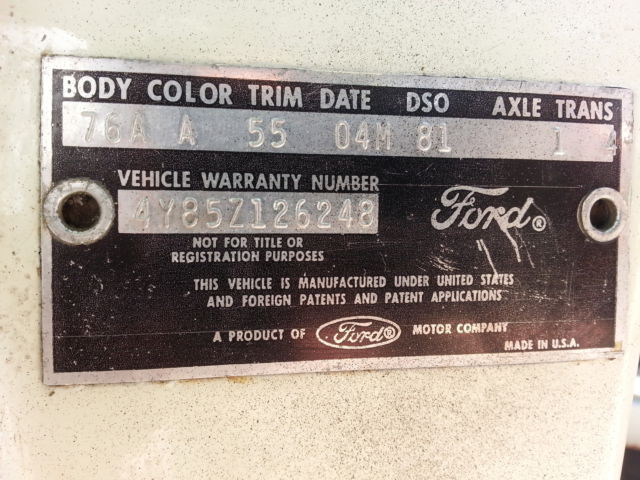 BODY COLOR TRIM DATE DSO AXLE TRANS
76A A 55 04M 81 1 4
VEHICLE WARRANTY NUMBER
4Y85Z126248
Ford®
NOT FOR TITLE OR
REGISTRATION PURPOSES
THIS VEHICLE IS MANUFACTURED UNDER UNITED STATES
AND FOREIGN PATENTS AND PATENT APPLICATIONS
A PRODUCT OF Ford® MOTOR COMPANY
MADE IN U.S.A.